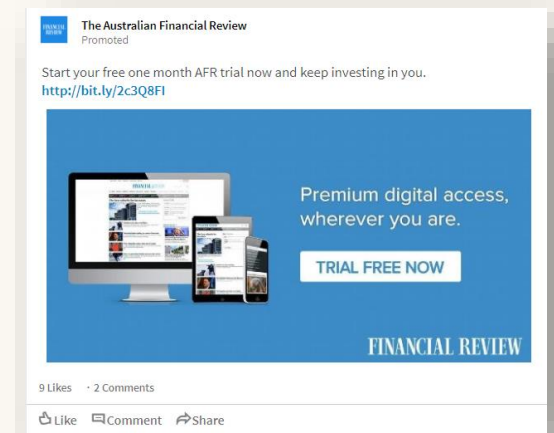 The Australian Financial Review
Promoted
Start your free one month AFR trial now and keep investing in you.
http://bit.ly/2c3Q8FI
Premium digital access,
wherever you are.
TRIAL FREE NOW
FINANCIAL REVIEW
9 Likes · 2 Comments
Like Comment Share